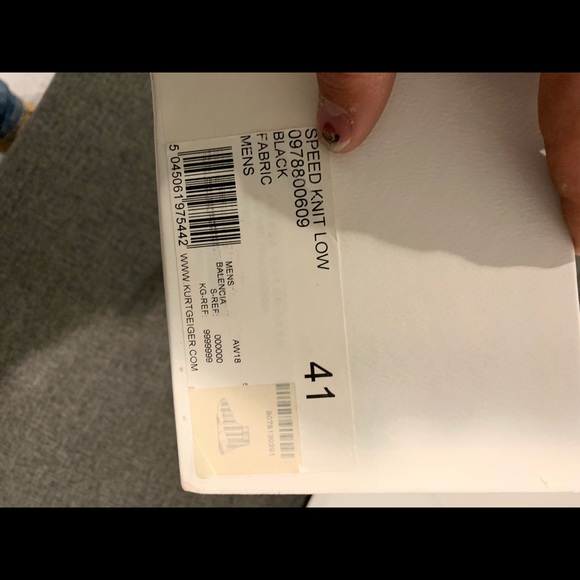 SPEED KNIT LOW
0978800609
BLACK
FABRIC
MENS
41
5 045061 975442
MENS AW18
BALENCIA
S-REF: 000000
KG-REF: 9999999
WWW.KURTGEIGER.COM